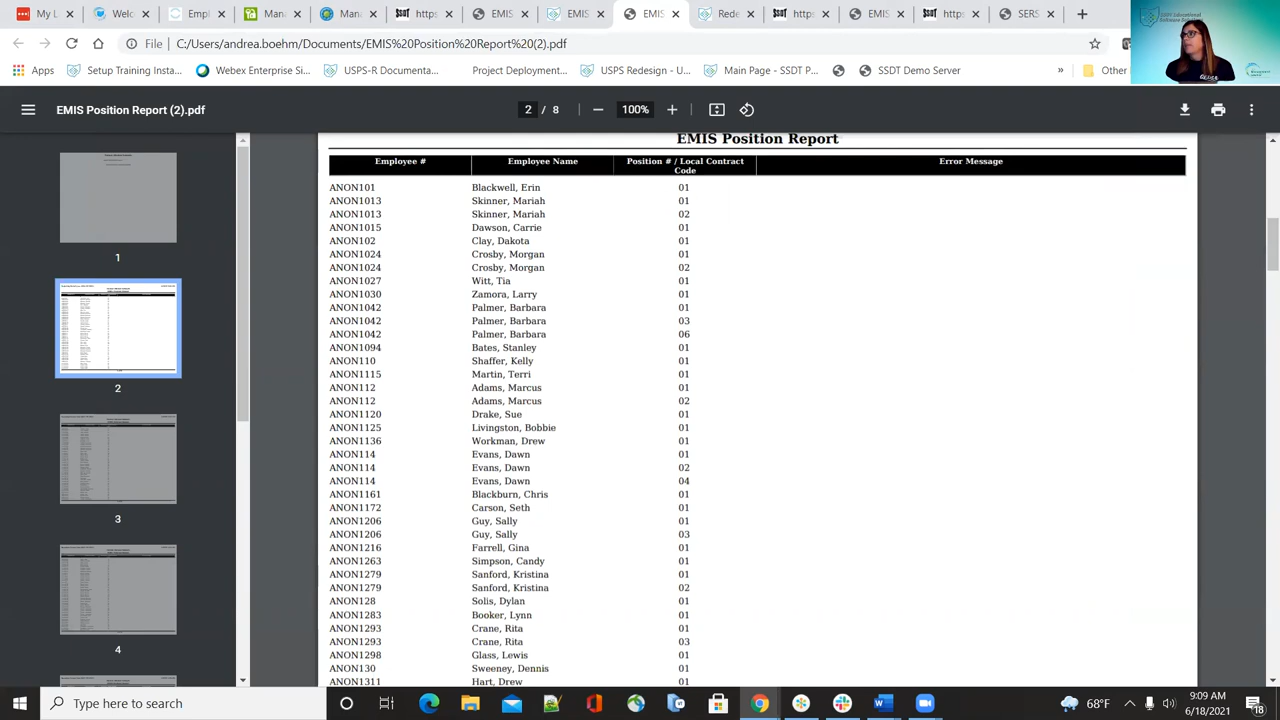 My L
http
Tax F
Welco
Mand
Mand
https
EMIS
EMIS
EMIS
Fede
http:
EMIS
https
SERS
File
C:/Users/andrea.boehm/Documents/EMIS%20Position%20Report%20(2).pdf
Apps
Setup Training Insta...
Webex Enterprise Si...
USPS-R Documenta...
Project Deployment...
USPS Redesign - U...
Main Page - SSDT P...
SSDT Demo Server
»
Other
EMIS Position Report (2).pdf
2 / 8
100%
EMIS Position Report
Employee # Employee Name Position # / Local Contract Code Error Message
ANON101 Blackwell, Erin 01
ANON1013 Skinner, Mariah 01
ANON1013 Skinner, Mariah 02
ANON1015 Dawson, Carrie 01
ANON102 Clay, Dakota 01
ANON1024 Crosby, Morgan 01
ANON1024 Crosby, Morgan 02
ANON1027 Witt, Tia 01
ANON1030 Zamora, Larry 01
ANON1042 Palmer, Barbara 01
ANON1042 Palmer, Barbara 03
ANON1042 Palmer, Barbara 06
ANON1094 Bates, Stanley 01
ANON110 Shaffer, Kelly 01
ANON1115 Martin, Terri 01
ANON112 Adams, Marcus 01
ANON112 Adams, Marcus 02
ANON1120 Drake, Sue 01
ANON1125 Livingston, Bobbie 01
ANON1136 Workman, Drew 01
ANON114 Evans, Dawn 01
ANON114 Evans, Dawn 02
ANON114 Evans, Dawn 04
ANON1161 Blackburn, Chris 01
ANON1172 Carson, Seth 01
ANON1206 Guy, Sally 01
ANON1206 Guy, Sally 03
ANON1216 Farrell, Gina 01
ANON1263 Simpson, Candy 01
ANON1279 Sanford, Kristina 01
ANON1279 Sanford, Kristina 02
ANON128 Solis, Dylan 01
ANON1283 Booker, Lynn 01
ANON1293 Crane, Rita 01
ANON1293 Crane, Rita 03
ANON1298 Glass, Lewis 01
ANON130 Sweeney, Dennis 01
ANON1311 Hart, Drew 01
1
2
3
4
Type here to search
68°F
9:09 AM
6/18/2021
18